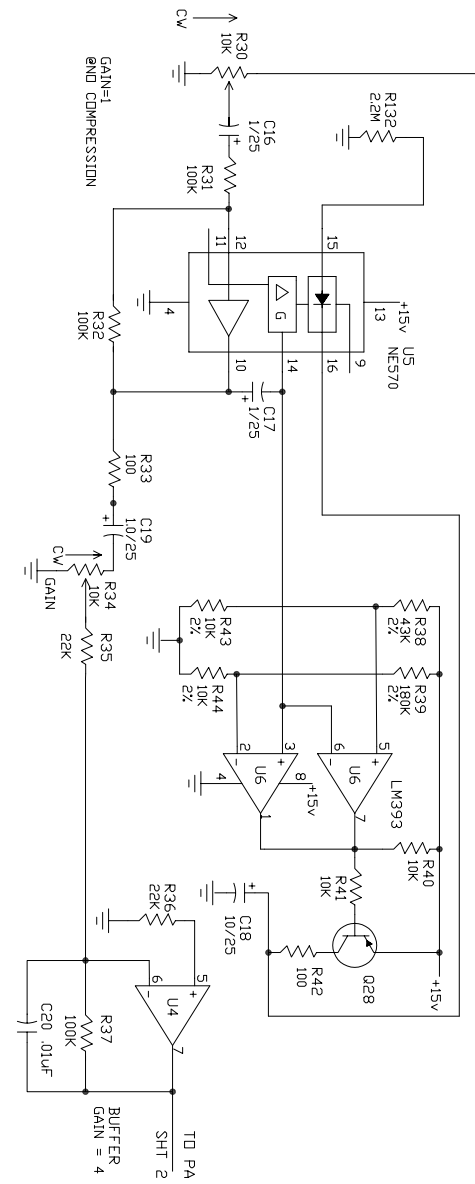 CW
R30
10K
GAIN=1
@NO COMPRESSION
C16
1/25
+
R31
100K
R132
2.2M
11
12
15
+15v
13
U5
NE570
G
4
10
14
16
9
R32
100K
+
C17
1/25
R33
100
C19
1.0/25
+
CW
R34
10K
GAIN
R35
22K
R43
10K
2%
R38
43K
2%
R44
10K
2%
R39
180K
2%
2
3
6
5
-
+
-
+
U6
U6
LM393
4
8
+15v
1
7
R40
10K
R41
10K
C18
10/25
+
R42
100
Q28
+15v
R36
22K
6
5
-
+
U4
7
R37
100K
C20 .01uF
BUFFER
GAIN = 4
TO PA
SHT 2